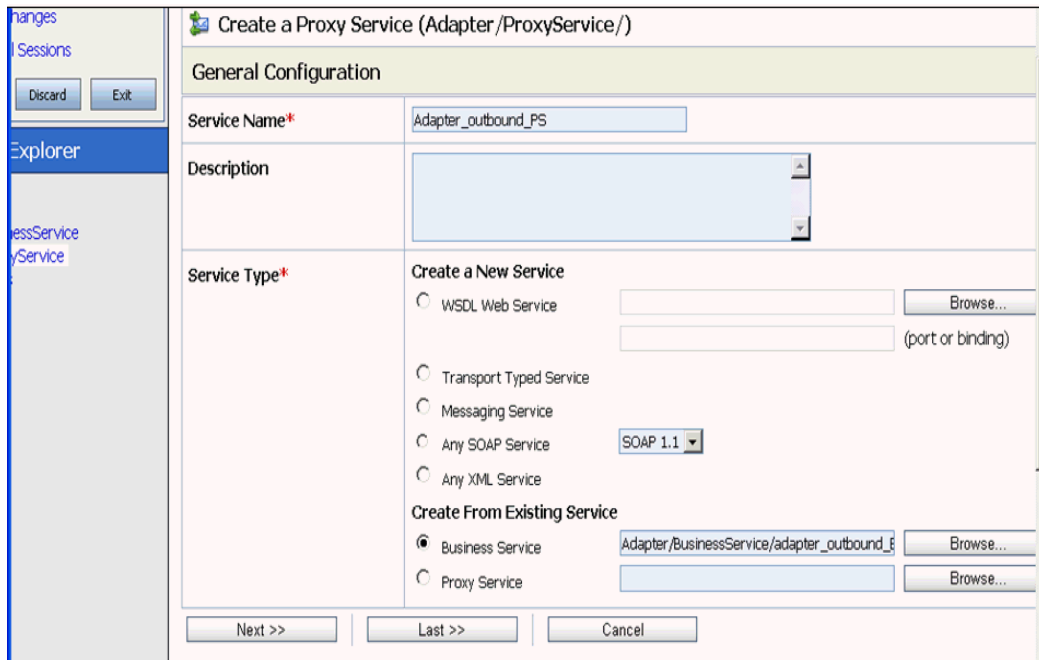 hanges
l Sessions
Discard Exit
Explorer
essService
yService
Create a Proxy Service (Adapter/ProxyService/)
General Configuration
Service Name* Adapter_outbound_PS
Description
Service Type* Create a New Service
WSDL Web Service Browse...
(port or binding)
Transport Typed Service
Messaging Service
Any SOAP Service SOAP 1.1
Any XML Service
Create From Existing Service
Business Service Adapter/BusinessService/adapter_outbound_B Browse...
Proxy Service Browse...
Next >> Last >> Cancel